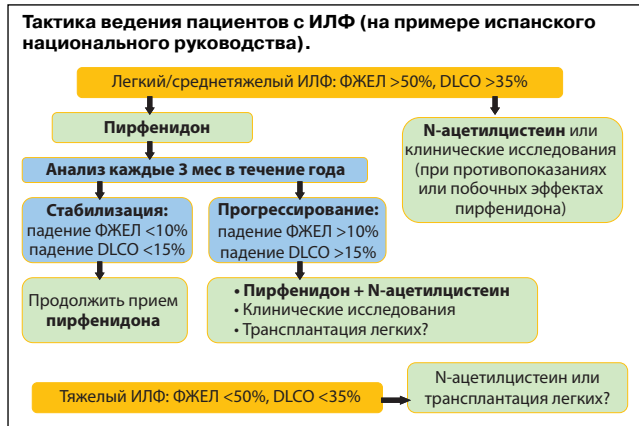 Тактика ведения пациентов с ИЛФ (на примере испанского
национального руководства).
Легкий/среднетяжелый ИЛФ: ФЖЕЛ >50%, DLCO >35%
Пирфенидон
N-ацетилцистеин или
клинические исследования
(при противопоказаниях
или побочных эффектах
пирфенидона)
Анализ каждые 3 мес в течение года
Стабилизация:
падение ФЖЕЛ <10%
падение DLCO <15%
Прогрессирование:
падение ФЖЕЛ >10%
падение DLCO >15%
Продолжить прием
пирфенидона
• Пирфенидон + N-ацетилцистеин
• Клинические исследования
• Трансплантация легких?
Тяжелый ИЛФ: ФЖЕЛ <50%, DLCO <35%
N-ацетилцистеин или
трансплантация легких?